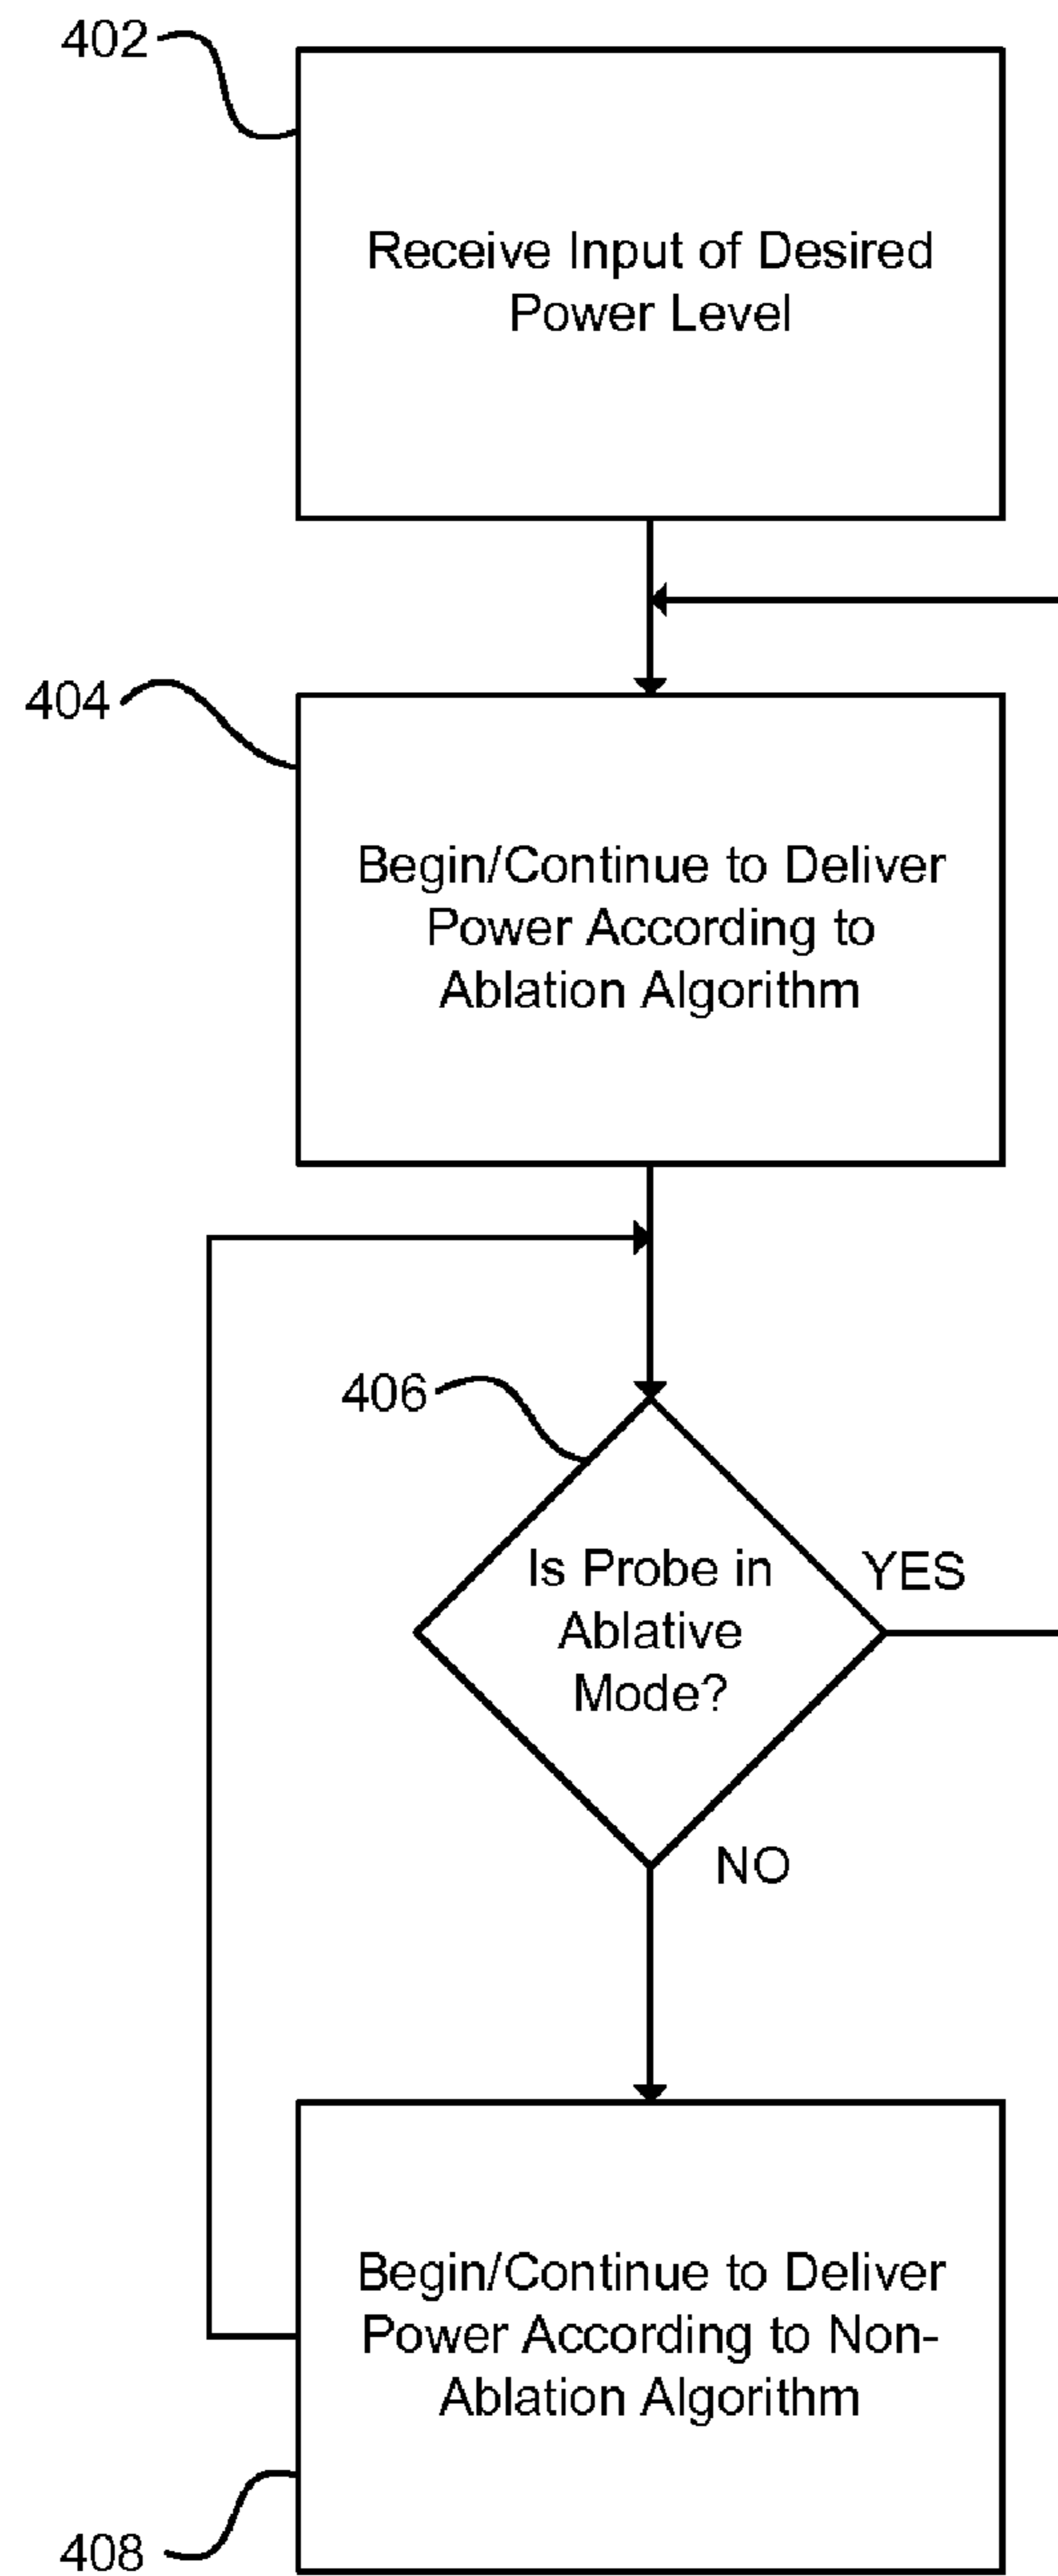 402
Receive Input of Desired
Power Level
404
Begin/Continue to Deliver
Power According to
Ablation Algorithm
406
Is Probe in
Ablative
Mode?
YES
NO
Begin/Continue to Deliver
Power According to Non-
Ablation Algorithm
408